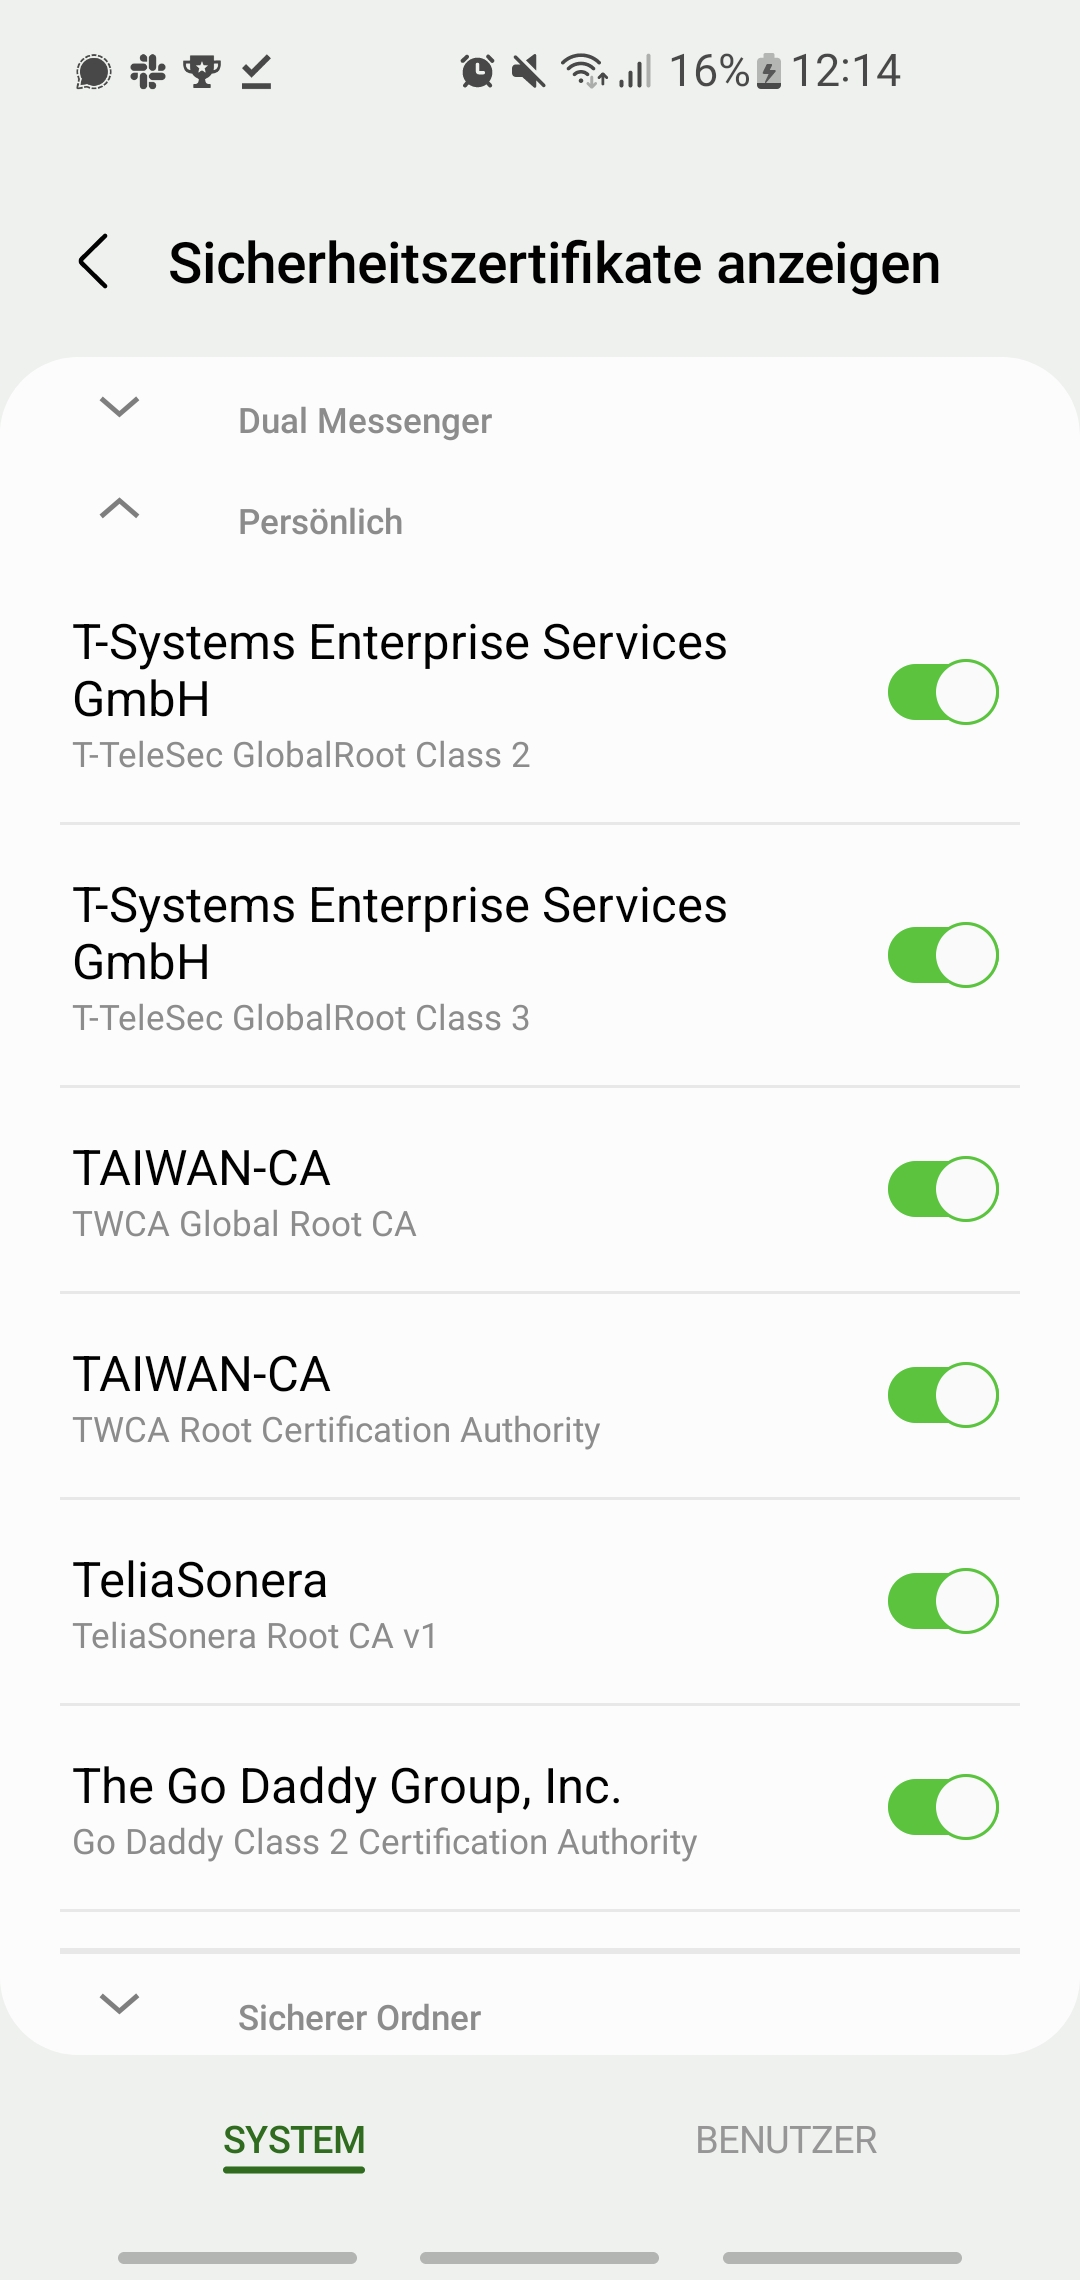 16% 12:14
Sicherheitszertifikate anzeigen
Dual Messenger
Persönlich
T-Systems Enterprise Services
GmbH
T-TeleSec GlobalRoot Class 2
T-Systems Enterprise Services
GmbH
T-TeleSec GlobalRoot Class 3
TAIWAN-CA
TWCA Global Root CA
TAIWAN-CA
TWCA Root Certification Authority
TeliaSonera
TeliaSonera Root CA v1
The Go Daddy Group, Inc.
Go Daddy Class 2 Certification Authority
Sicherer Ordner
SYSTEM
BENUTZER